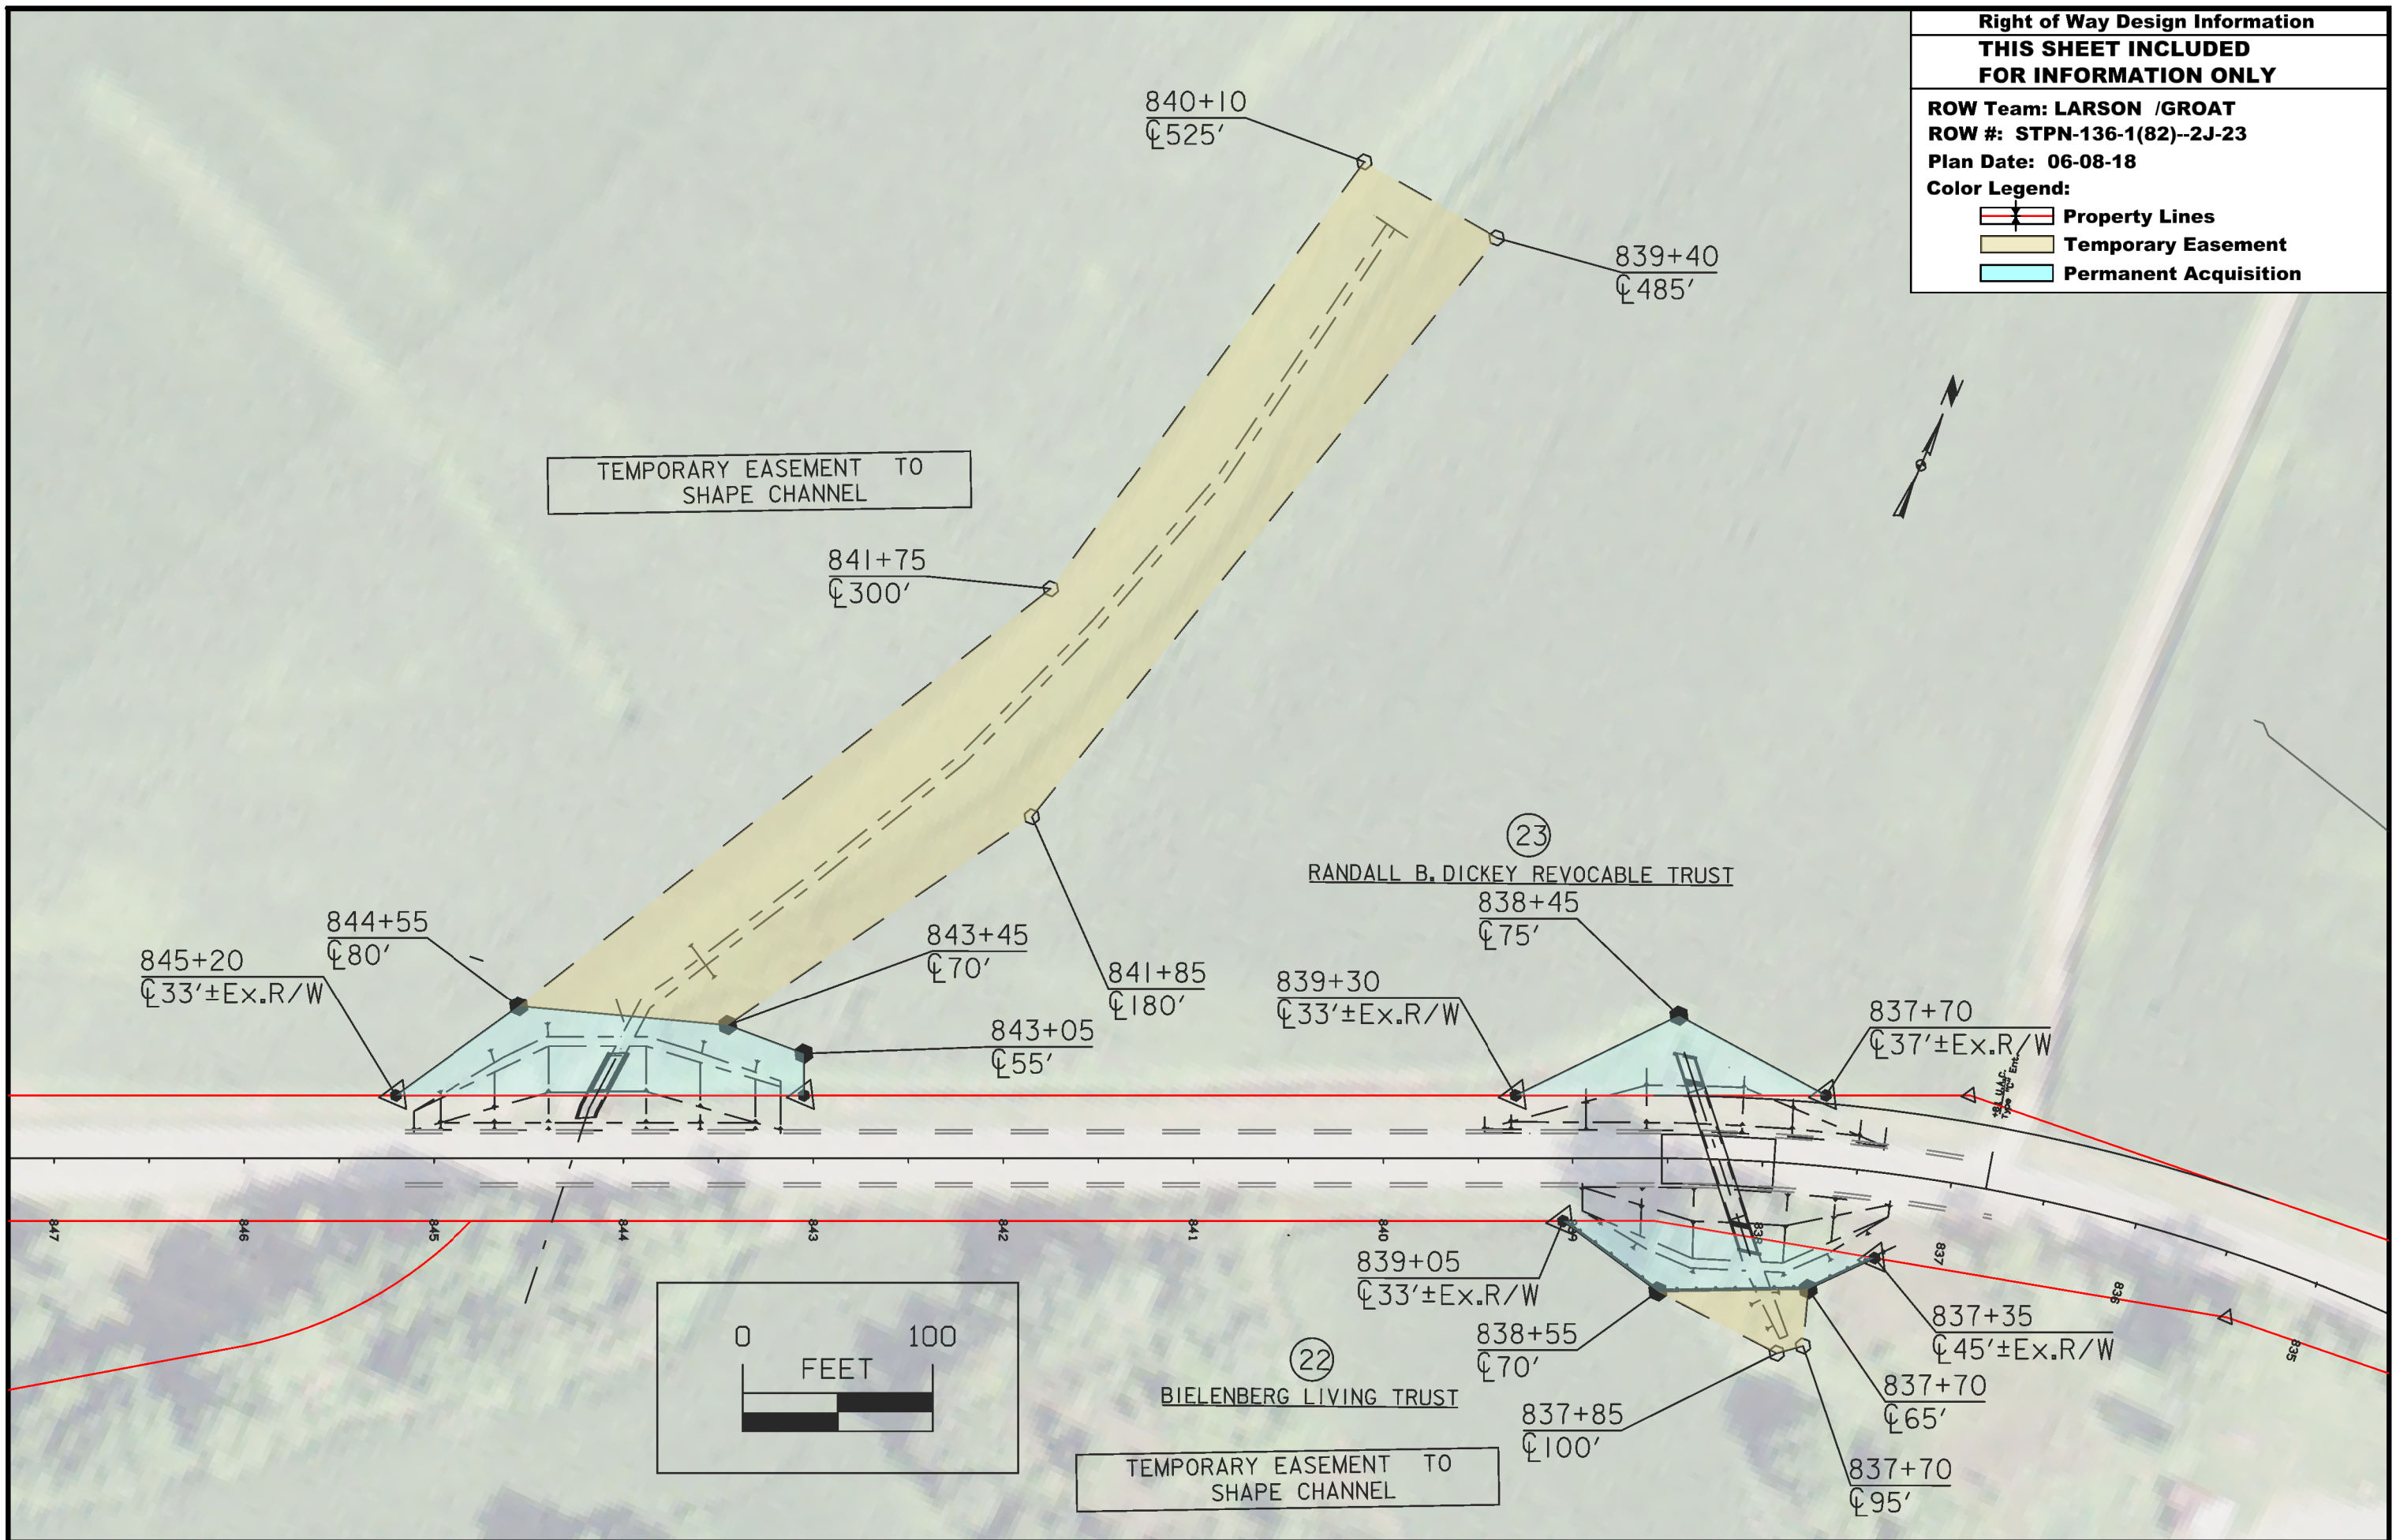 Right of Way Design Information
THIS SHEET INCLUDED
FOR INFORMATION ONLY
ROW Team: LARSON /GROAT
ROW #: STPN-136-1(82)--2J-23
Plan Date: 06-08-18
Color Legend:
Property Lines
Temporary Easement
Permanent Acquisition
840+10
℄525'
839+40
℄485'
TEMPORARY EASEMENT TO
SHAPE CHANNEL
841+75
℄300'
23
RANDALL B. DICKEY REVOCABLE TRUST
838+45
℄75'
844+55
℄80'
845+20
℄33'±Ex.R/W
843+45
℄70'
841+85
℄180'
843+05
℄55'
839+30
℄33'±Ex.R/W
837+70
℄37'±Ex.R/W
Type "C" Ent.
847
846
845
844
843
842
841
840
839
838
837
836
835
839+05
℄33'±Ex.R/W
838+55
℄70'
837+35
℄45'±Ex.R/W
837+70
℄65'
837+85
℄100'
837+70
℄95'
0 100
FEET
22
BIELENBERG LIVING TRUST
TEMPORARY EASEMENT TO
SHAPE CHANNEL